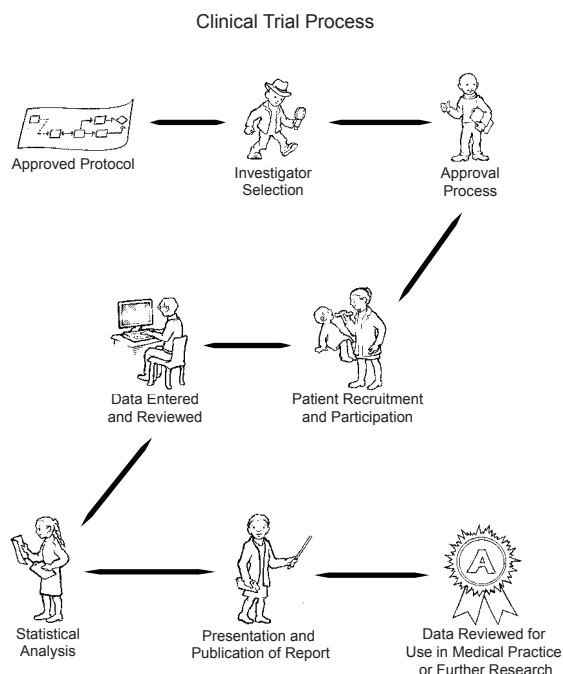 Clinical Trial Process
Approved Protocol
Investigator
Selection
Approval
Process
Data Entered
and Reviewed
Patient Recruitment
and Participation
Statistical
Analysis
Presentation and
Publication of Report
A
Data Reviewed for
Use in Medical Practice
or Further Research